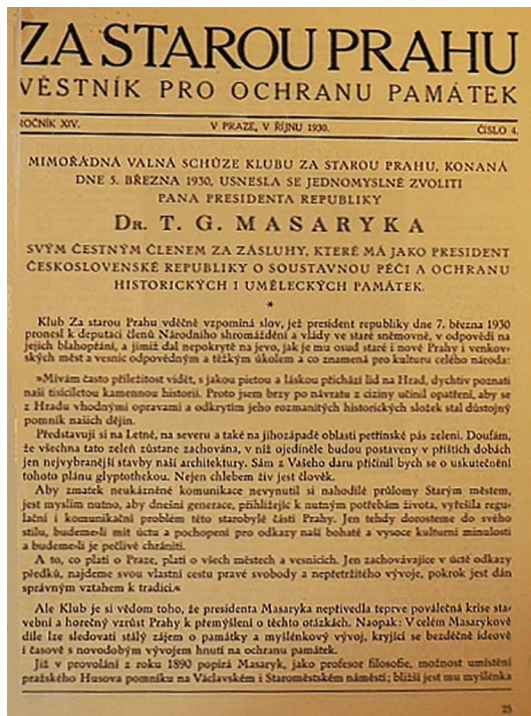 ZA STAROU PRAHU
VĚSTNÍK PRO OCHRANU PAMÁTEK
ROČNÍK XIV. V PRAZE, V ŘÍJNU 1930. ČÍSLO 4.
MIMOŘÁDNÁ VALNÁ SCHŮZE KLUBU ZA STAROU PRAHU, KONANÁ
DNE 5. BŘEZNA 1930, USNESLA SE JEDNOMYSLNĚ ZVOLITI
PANA PRESIDENTA REPUBLIKY
DR. T. G. MASARYKA
SVÝM ČESTNÝM ČLENEM ZA ZÁSLUHY, KTERÉ MÁ JAKO PRESIDENT
ČESKOSLOVENSKÉ REPUBLIKY O SOUSTAVNOU PÉČI A OCHRANU
HISTORICKÝCH I UMĚLECKÝCH PAMÁTEK.
*
Klub Za starou Prahu vděčně vzpomíná slov, jež president republiky dne 7. března 1930
pronesl k deputaci členů Národního shromáždění a vlády ve staré sněmovně, v odpovědi na
jejich blahopřání, a jimiž dal nepokrytě na jevo, jak je mu osud staré i nové Prahy i venkov-
ských měst a vesnic odpovědným a těžkým úkolem a co znamená pro kulturu celého národa:
»Mívám často příležitost vidět, s jakou pietou a láskou přichází lid na Hrad, dychtiv poznati
naši tisíciletou kamennou historii. Proto jsem brzy po návratu z ciziny učinil opatření, aby se
z Hradu vhodnými opravami a odkrytím jeho rozmanitých historických složek stal důstojný
pomník našich dějin.
Představuji si na Letné, na severu a také na jihozápadě oblasti petřínské pás zeleni. Doufám,
že všechna tato zeleň zůstane zachována, v níž ojediněle budou postaveny v příštích dobách
jen nejvybranější stavby naší architektury. Sám z Vašeho daru přičinil bych se o uskutečnění
tohoto plánu glyptothekou. Nejen chlebem živ jest člověk.
Aby zmatek neukázněné komunikace nevynutil si nahodilé průlomy Starým městem,
jest myslím nutno, aby dnešní generace, přihlížejíc k nutným potřebám života, vyřešila regu-
lační i komunikační problém této starobylé části Prahy. Jen tehdy dorosteme do svého
stilu, budeme-li mít úctu a pochopení pro odkazy naší bohaté a vysoce kulturní minulosti
a budeme-li je pečlivě chrániti.
A to, co platí o Praze, platí o všech městech a vesnicích. Jen zachovávajíce v úctě odkazy
předků, najdeme svou vlastní cestu pravé svobody a nepřetržitého vývoje, pokrok jest dán
správným vztahem k tradici.«
Ale Klub je si vědom toho, že presidenta Masaryka nepřivedla teprve poválečná krise sta-
vební a horečný vzrůst Prahy k přemýšlení o těchto otázkách. Naopak: V celém Masarykově
díle lze sledovati stálý zájem o památky a myšlénkový vývoj, kryjící se bezděčně ideově
i časově s novodobým vývojem hnutí na ochranu památek.
Již v provolání z roku 1890 popírá Masaryk, jako profesor filosofie, možnost umístění
pražského Husova pomníku na Václavském i Staroměstském náměstí; bližší jest mu myšlénka
25